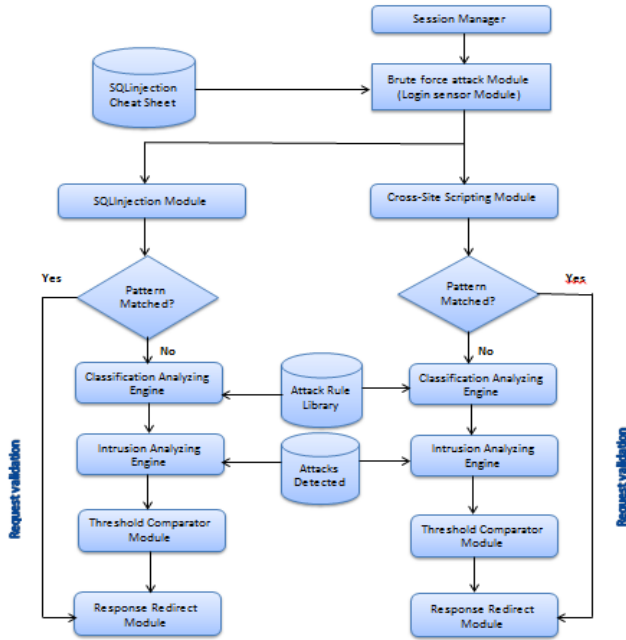 Session Manager
SQLinjection
Cheat Sheet
Brute force attack Module
(Login sensor Module)
SQLInjection Module
Cross-Site Scripting Module
Yes
Pattern
Matched?
Pattern
Matched?
Yes
No
No
Classification Analyzing
Engine
Attack Rule
Library
Classification Analyzing
Engine
Intrusion Analyzing
Engine
Attacks
Detected
Intrusion Analyzing
Engine
Request validation
Request validation
Threshold Comparator
Module
Threshold Comparator
Module
Response Redirect
Module
Response Redirect
Module